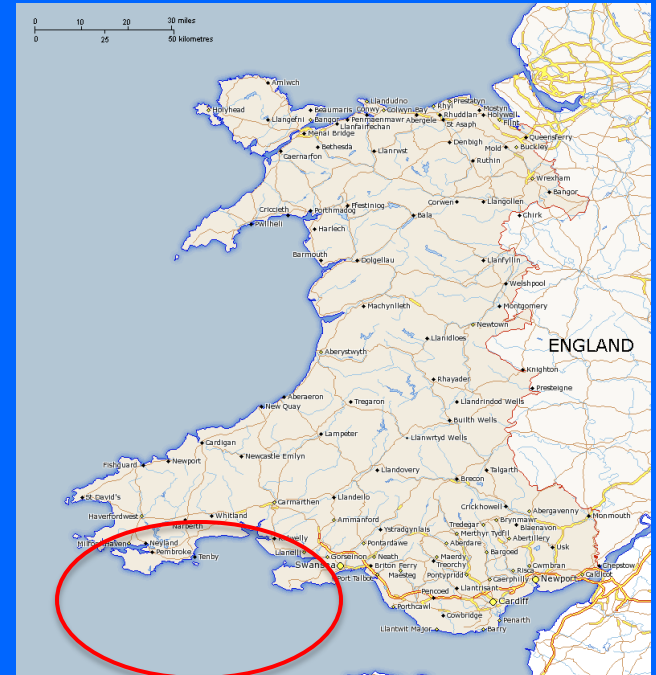 0 10 20 30 miles
0 25 50 kilometres
Amlwch
Holyhead
Llangefni
Beaumaris
Bangor
Menai Bridge
Llandudno
Conwy
Colwyn Bay
Penmaenmawr
Llanfairfechan
Abergele
Rhyl
Prestatyn
Rhuddlan
St Asaph
Mostyn
Holywell
Flint
Queensferry
Buckley
Mold
Denbigh
Ruthin
Bethesda
Caernarfon
Llanrwst
Wrexham
Bangor
Corwen
Llangollen
Chirk
Criccieth
Porthmadog
Ffestiniog
Bala
Pwllheli
Harlech
Barmouth
Dolgellau
Llanfyllin
Welshpool
Machynlleth
Montgomery
Newtown
Llanidloes
ENGLAND
Aberystwyth
Knighton
Rhayader
Presteigne
Aberaeron
New Quay
Tregaron
Llandrindod Wells
Builth Wells
Lampeter
Llanwrtyd Wells
Cardigan
Newcastle Emlyn
Fishguard
Newport
Llandovery
Talgarth
Brecon
St David's
Haverfordwest
Carmarthen
Llandeilo
Crickhowell
Abergavenny
Monmouth
Whitland
Narberth
Ammanford
Ystradgynlais
Tredegar
Brynmawr
Blaenavon
Merthyr Tydfil
Abertillery
Usk
Milford Haven
Neyland
Pembroke
Tenby
Kidwelly
Llanelli
Gorseinon
Pontardawe
Neath
Aberdare
Bargoed
Swansea
Briton Ferry
Maerdy
Treorchy
Cwmbran
Chepstow
Caldicot
Risca
Port Talbot
Maesteg
Pontypridd
Caerphilly
Newport
Llantrisant
Pencoed
Cardiff
Porthcawl
Cowbridge
Penarth
Llantwit Major
Barry